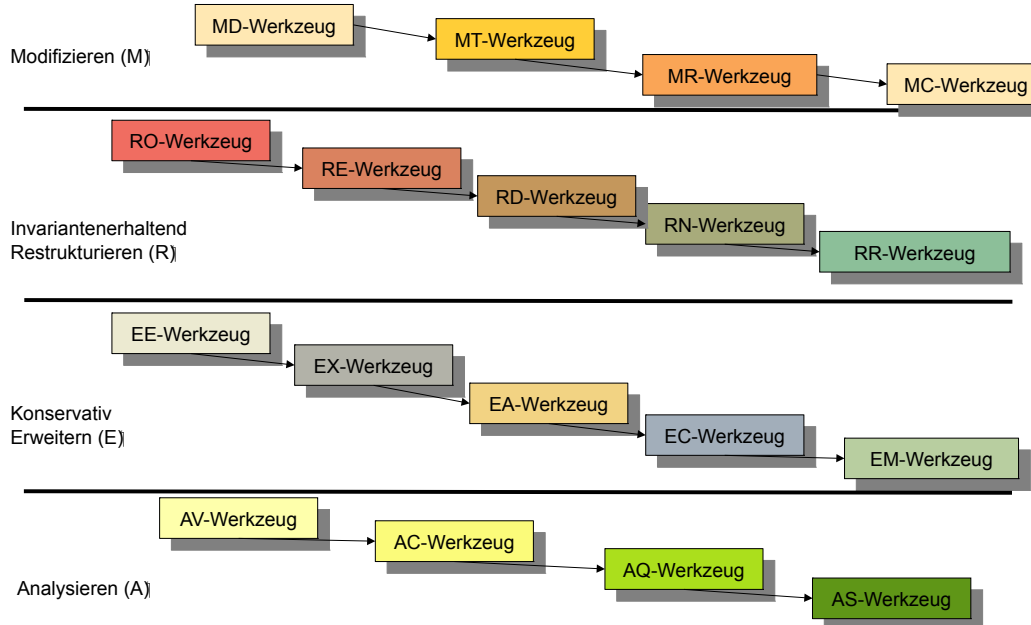 MD-Werkzeug
MT-Werkzeug
Modifizieren (M)
MR-Werkzeug
MC-Werkzeug
RO-Werkzeug
RE-Werkzeug
RD-Werkzeug
Invariantenerhaltend
Restrukturieren (R)
RN-Werkzeug
RR-Werkzeug
EE-Werkzeug
EX-Werkzeug
EA-Werkzeug
Konservativ
Erweitern (E)
EC-Werkzeug
EM-Werkzeug
AV-Werkzeug
AC-Werkzeug
AQ-Werkzeug
Analysieren (A)
AS-Werkzeug